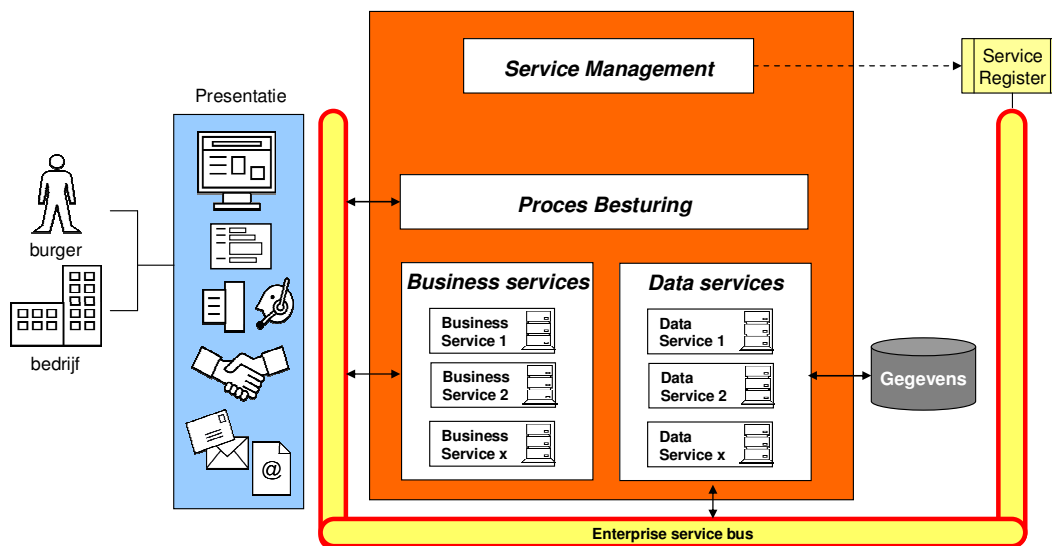 Service Management
Service
Register
Presentatie
Proces Besturing
burger
bedrijf
Business services
Business
Service 1
Business
Service 2
Business
Service x
Data services
Data
Service 1
Data
Service 2
Data
Service x
Gegevens
@
Enterprise service bus